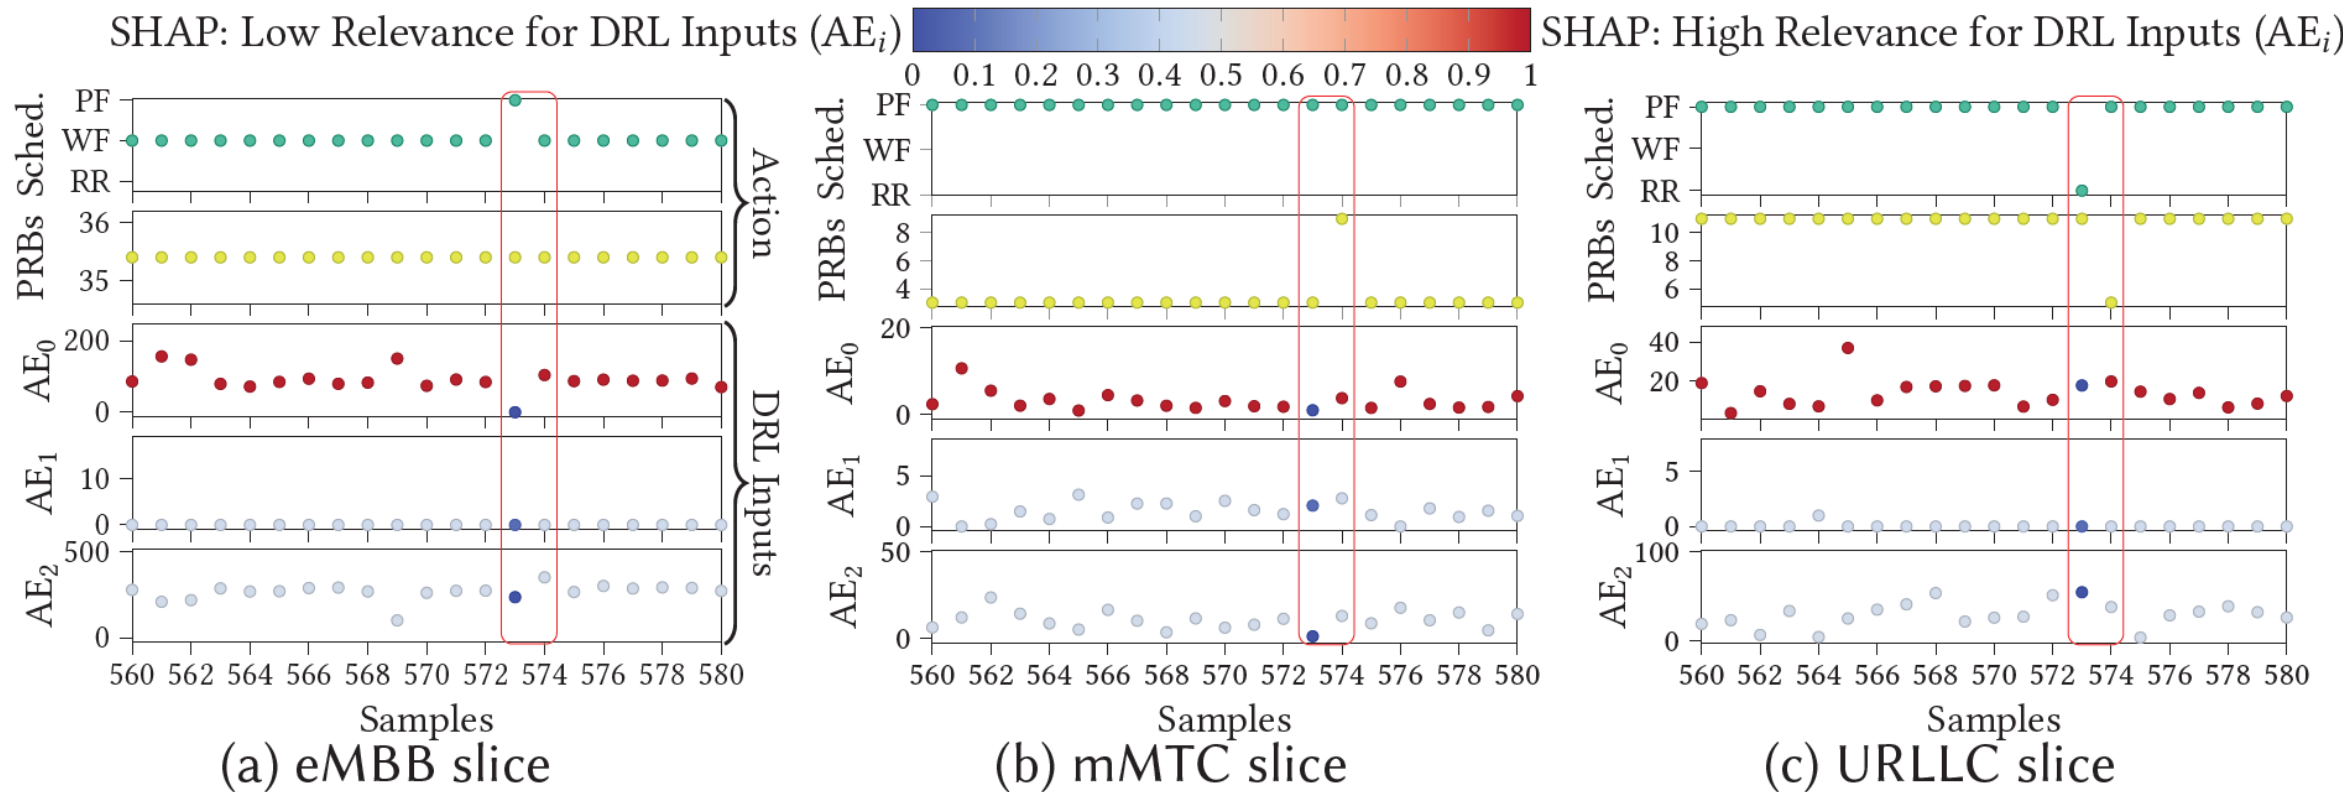 SHAP: Low Relevance for DRL Inputs (AEᵢ)
SHAP: High Relevance for DRL Inputs (AEᵢ)
0 0.1 0.2 0.3 0.4 0.5 0.6 0.7 0.8 0.9 1
Sched.
PF
WF
RR
PRBs
36
35
AE₀
200
0
AE₁
10
0
AE₂
500
0
560 562 564 566 568 570 572 574 576 578 580
Samples
Action
DRL Inputs
(a) eMBB slice
Sched.
PF
WF
RR
PRBs
8
6
4
AE₀
20
0
AE₁
5
0
AE₂
50
0
560 562 564 566 568 570 572 574 576 578 580
Samples
(b) mMTC slice
Sched.
PF
WF
RR
PRBs
10
8
6
AE₀
40
20
AE₁
5
0
AE₂
100
0
560 562 564 566 568 570 572 574 576 578 580
Samples
(c) URLLC slice